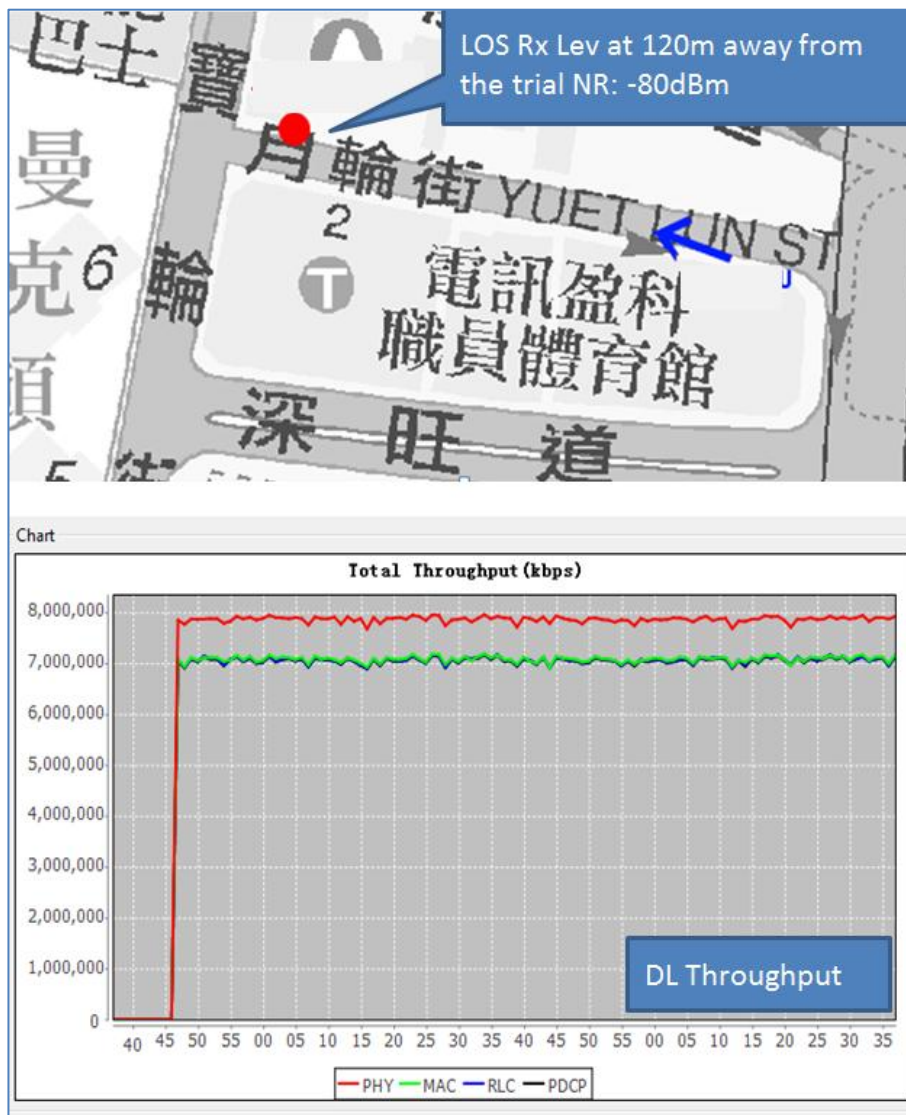 LOS Rx Lev at 120m away from
the trial NR: -80dBm
巴士
寶
輪
街
曼
克
頓
6
5
月輪街 YUET LUN ST
2
T
電訊盈科
職員體育館
深旺道
Chart
Total Throughput(kbps)
8,000,000
7,000,000
6,000,000
5,000,000
4,000,000
3,000,000
2,000,000
1,000,000
0
DL Throughput
40 45 50 55 00 05 10 15 20 25 30 35 40 45 50 55 00 05 10 15 20 25 30 35
PHY MAC RLC PDCP